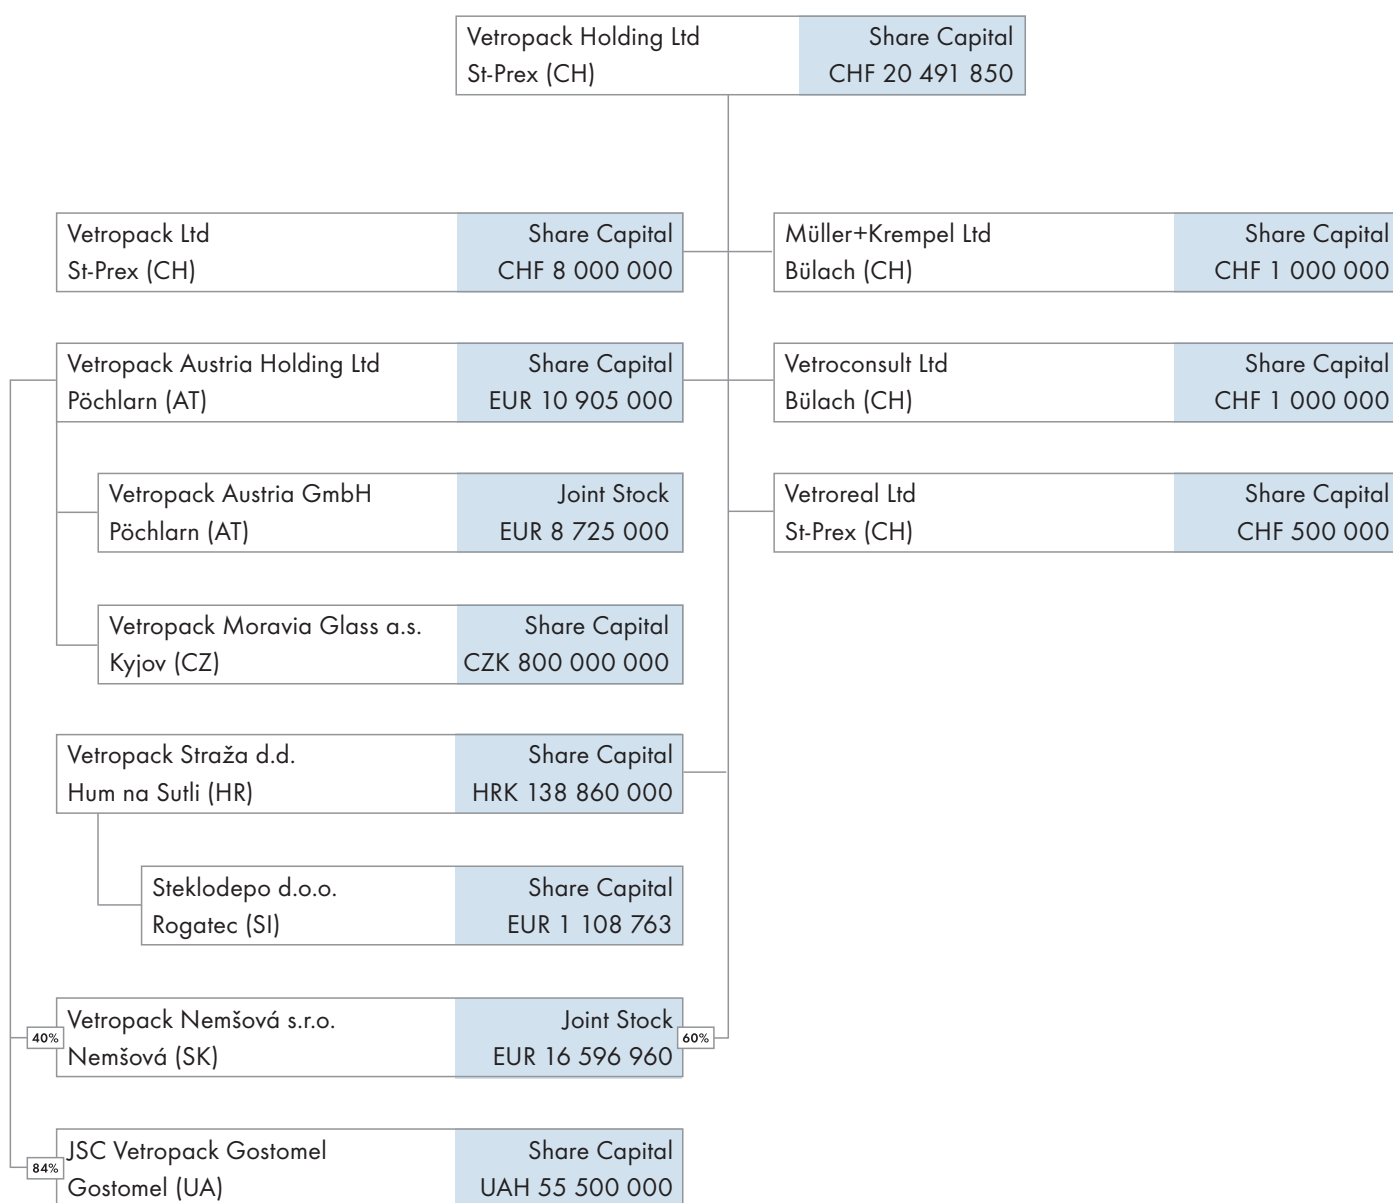 Vetropack Holding Ltd Share Capital
St-Prex (CH) CHF 20 491 850
Vetropack Ltd Share Capital
St-Prex (CH) CHF 8 000 000
Müller+Krempel Ltd Share Capital
Bülach (CH) CHF 1 000 000
Vetropack Austria Holding Ltd Share Capital
Pöchlarn (AT) EUR 10 905 000
Vetroconsult Ltd Share Capital
Bülach (CH) CHF 1 000 000
Vetropack Austria GmbH Joint Stock
Pöchlarn (AT) EUR 8 725 000
Vetroreal Ltd Share Capital
St-Prex (CH) CHF 500 000
Vetropack Moravia Glass a.s. Share Capital
Kyjov (CZ) CZK 800 000 000
Vetropack Straža d.d. Share Capital
Hum na Sutli (HR) HRK 138 860 000
Steklodepo d.o.o. Share Capital
Rogatec (SI) EUR 1 108 763
Vetropack Nemšová s.r.o. Joint Stock
40% 60%
Nemšová (SK) EUR 16 596 960
JSC Vetropack Gostomel Share Capital
84%
Gostomel (UA) UAH 55 500 000